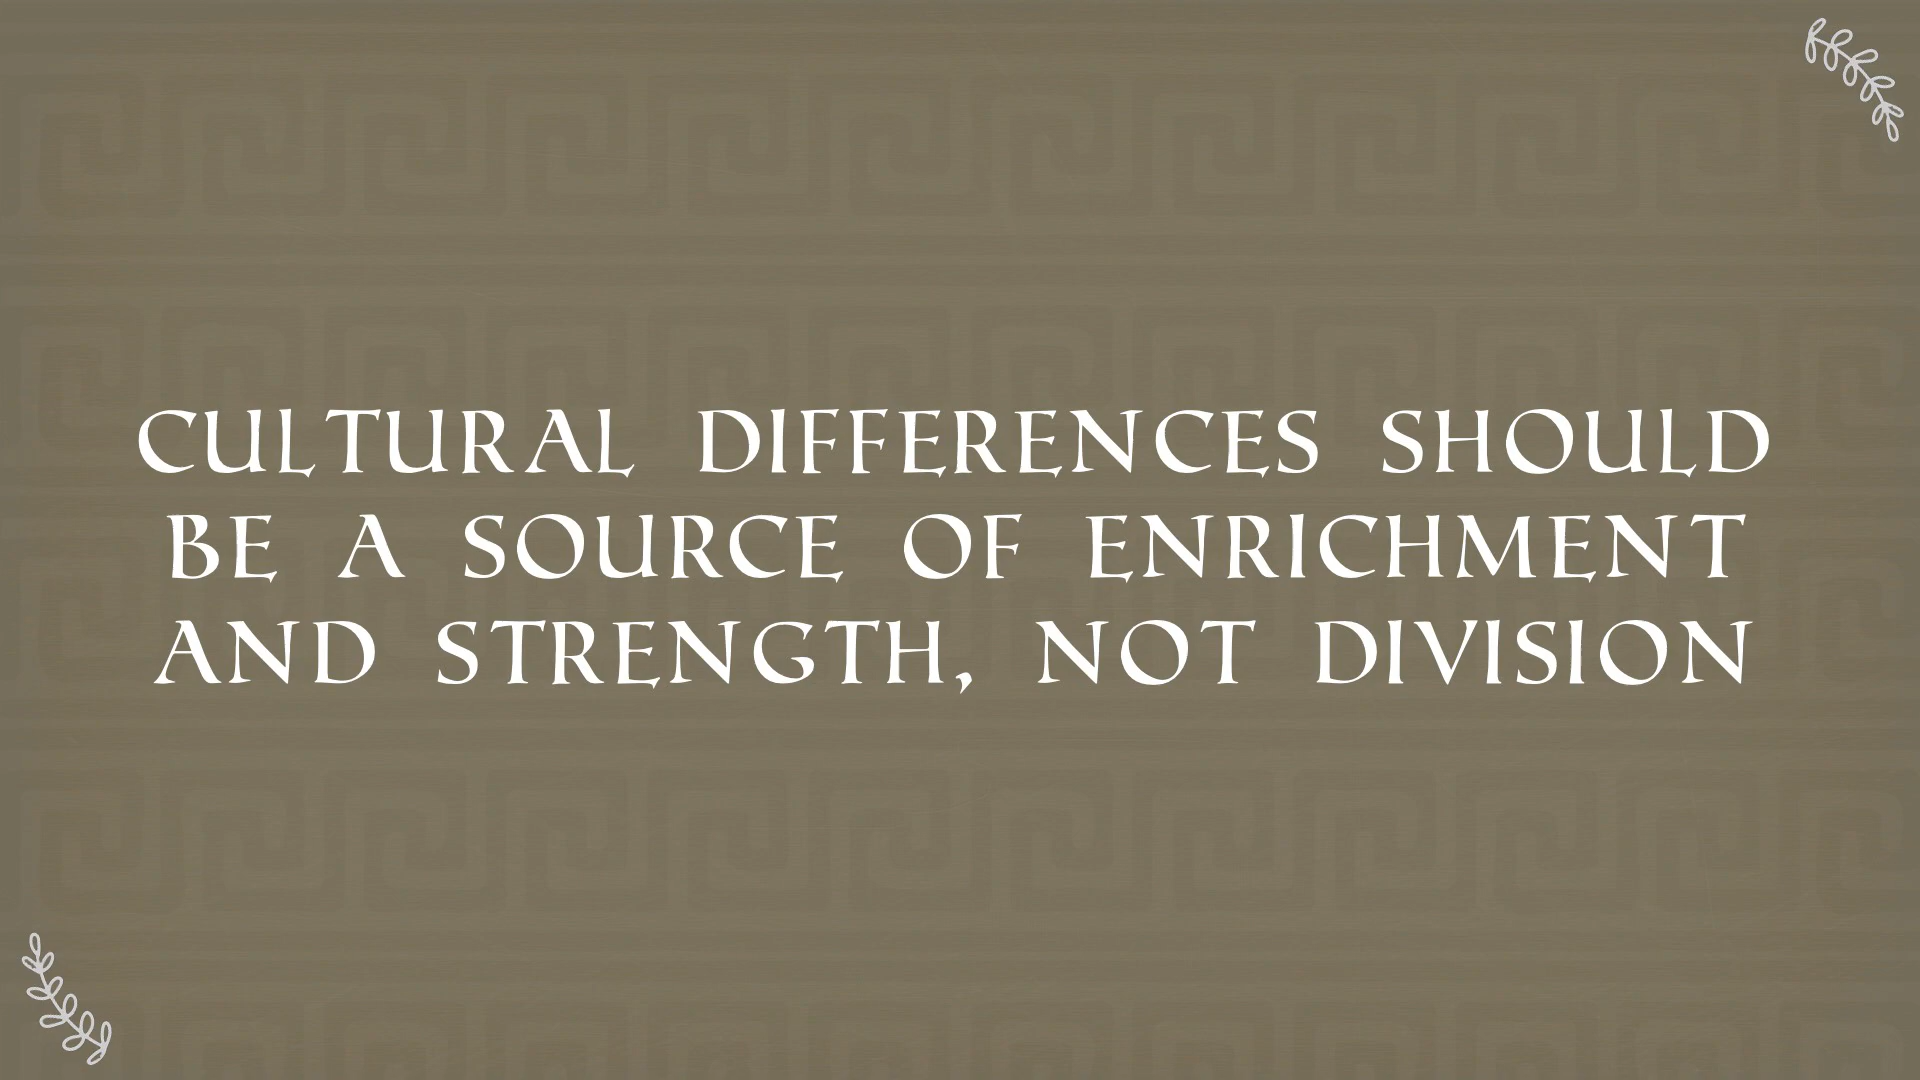 CULTURAL DIFFERENCES SHOULD
BE A SOURCE OF ENRICHMENT
AND STRENGTH, NOT DIVISION